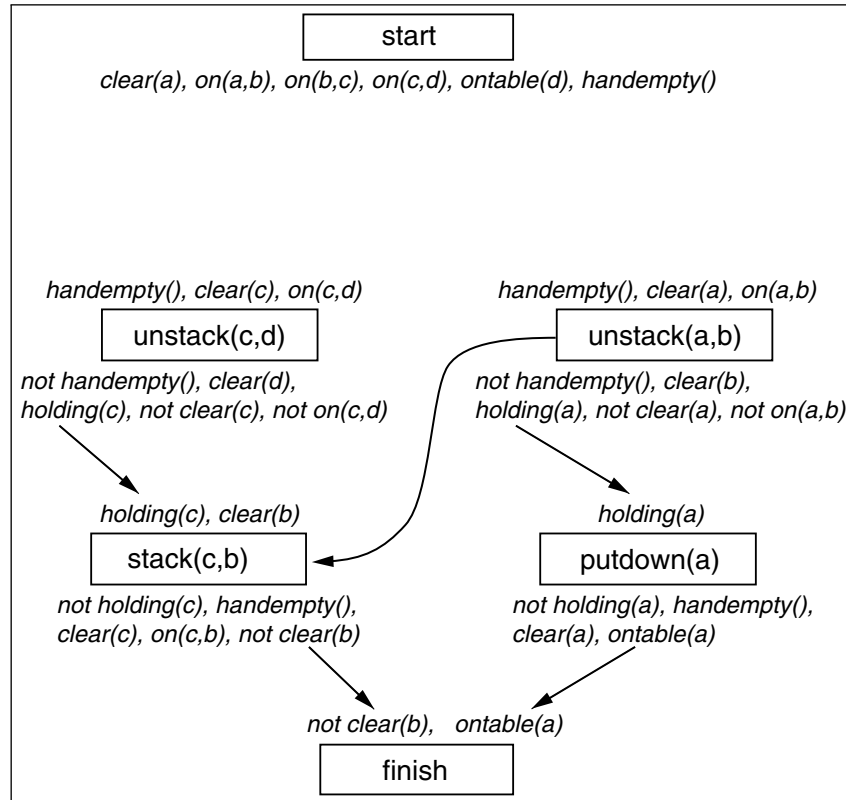 start
clear(a), on(a,b), on(b,c), on(c,d), ontable(d), handempty()
handempty(), clear(c), on(c,d)
unstack(c,d)
not handempty(), clear(d),
holding(c), not clear(c), not on(c,d)
handempty(), clear(a), on(a,b)
unstack(a,b)
not handempty(), clear(b),
holding(a), not clear(a), not on(a,b)
holding(c), clear(b)
stack(c,b)
not holding(c), handempty(),
clear(c), on(c,b), not clear(b)
holding(a)
putdown(a)
not holding(a), handempty(),
clear(a), ontable(a)
not clear(b), ontable(a)
finish